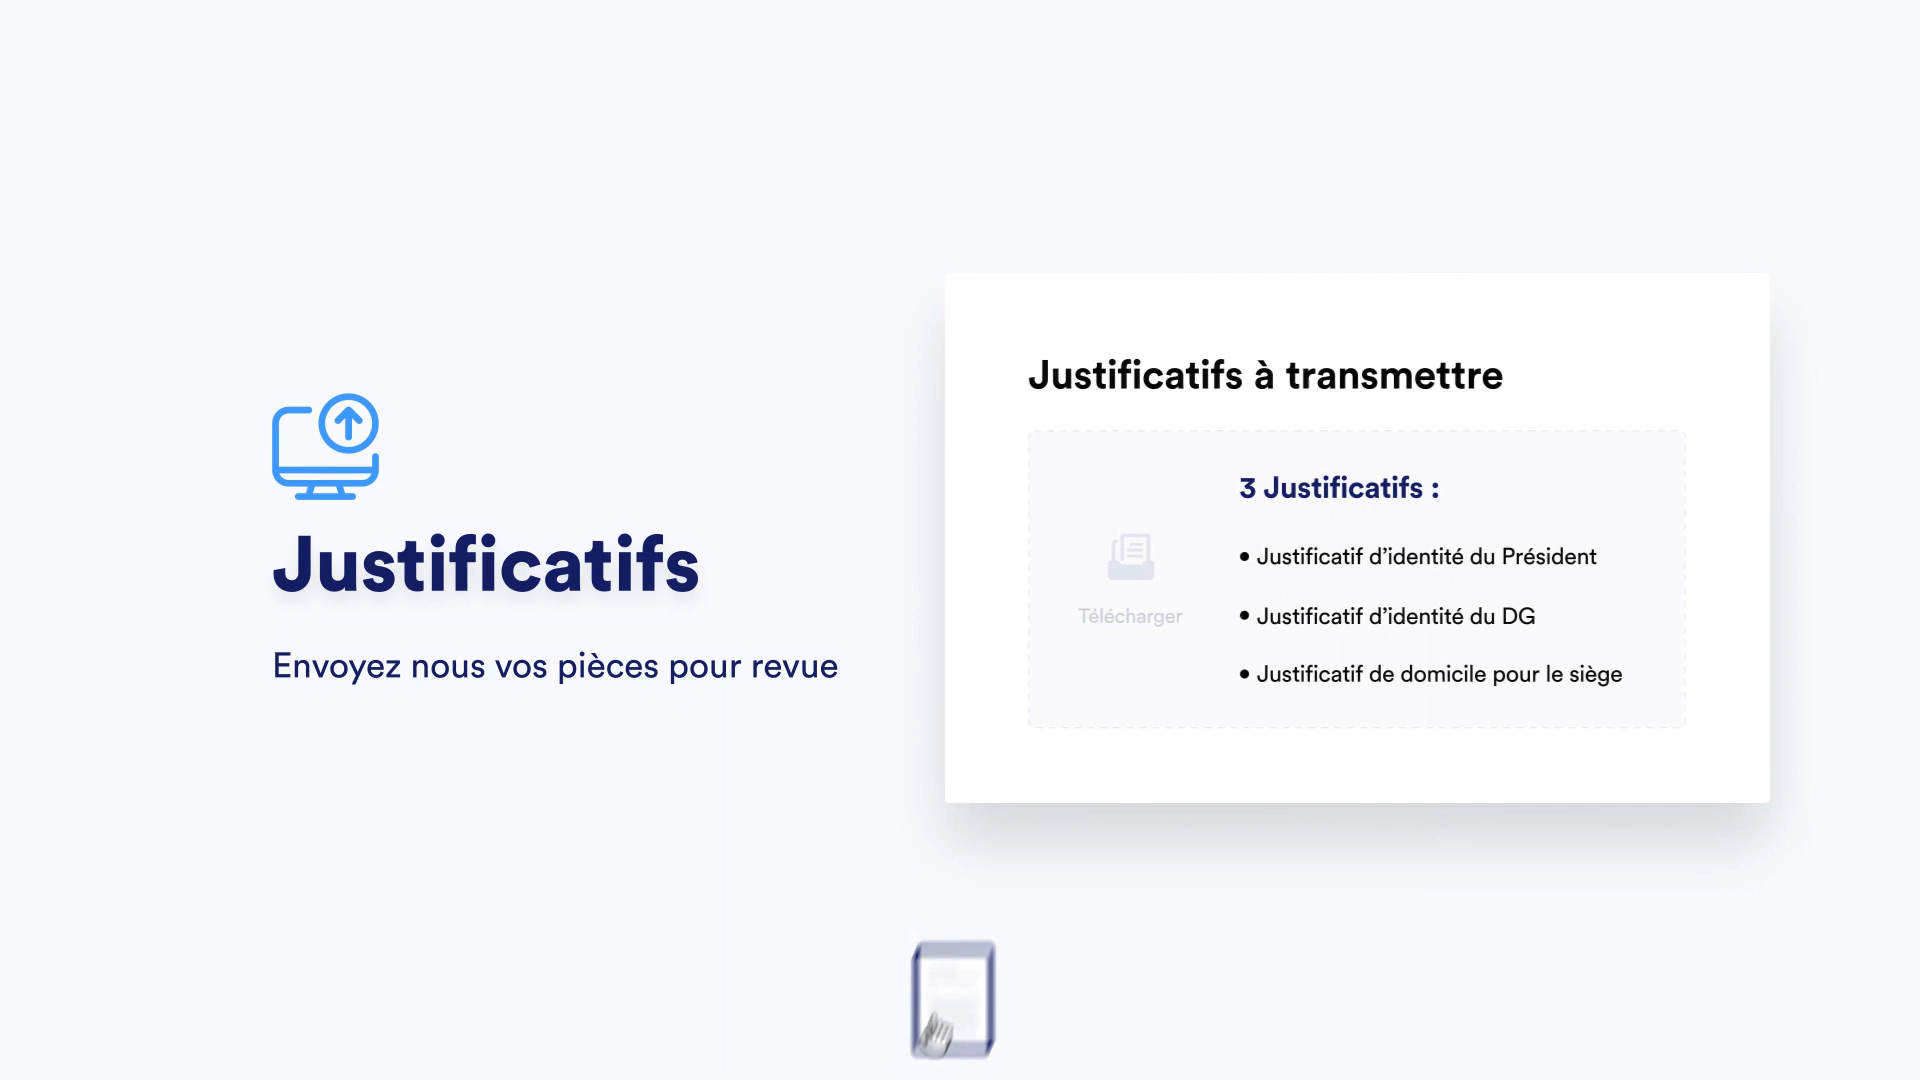 Justificatifs
Envoyez nous vos pièces pour revue
Justificatifs à transmettre
Télécharger
3 Justificatifs :
• Justificatif d’identité du Président
• Justificatif d’identité du DG
• Justificatif de domicile pour le siège